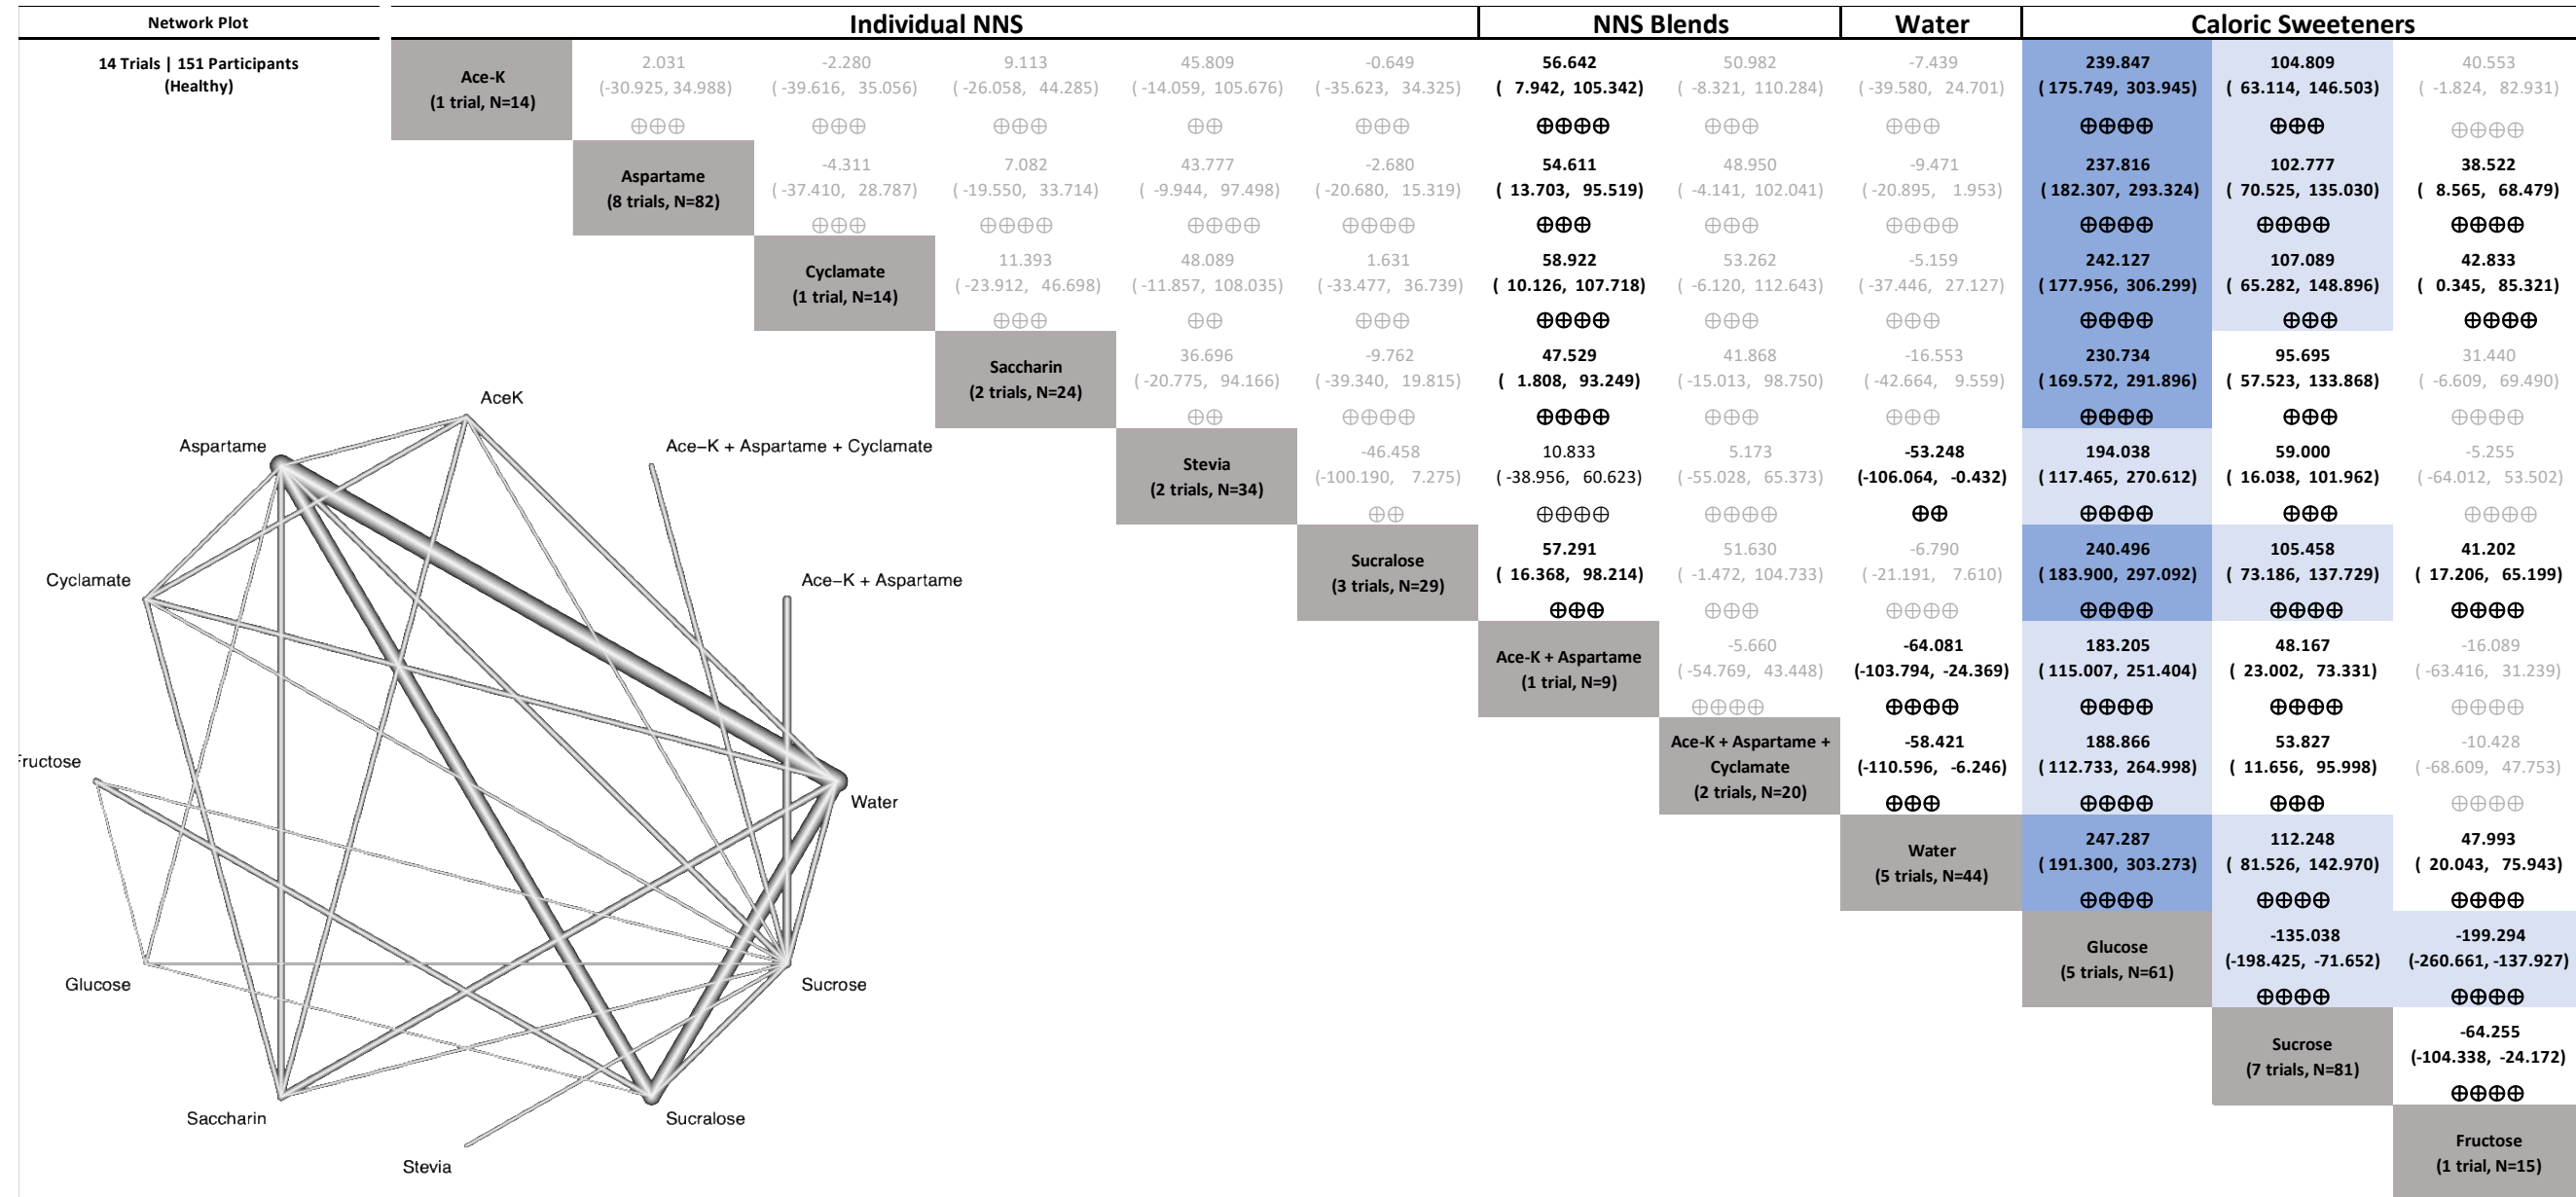 Network Plot
Individual NNS
NNS Blends
Water
Caloric Sweeteners
14 Trials | 151 Participants
(Healthy)
Ace-K
(1 trial, N=14)
2.031
(-30.925, 34.988)
⊕⊕⊕
-2.280
( -39.616, 35.056)
⊕⊕⊕
9.113
( -26.058, 44.285)
⊕⊕⊕
45.809
( -14.059, 105.676)
⊕⊕
-0.649
( -35.623, 34.325)
⊕⊕⊕
56.642
( 7.942, 105.342)
⊕⊕⊕⊕
50.982
( -8.321, 110.284)
⊕⊕⊕
-7.439
( -39.580, 24.701)
⊕⊕⊕
239.847
( 175.749, 303.945)
⊕⊕⊕⊕
104.809
( 63.114, 146.503)
⊕⊕⊕
40.553
( -1.824, 82.931)
⊕⊕⊕⊕
Aspartame
(8 trials, N=82)
-4.311
( -37.410, 28.787)
⊕⊕⊕
7.082
( -19.550, 33.714)
⊕⊕⊕⊕
43.777
( -9.944, 97.498)
⊕⊕⊕⊕
-2.680
( -20.680, 15.319)
⊕⊕⊕⊕
54.611
( 13.703, 95.519)
⊕⊕⊕
48.950
( -4.141, 102.041)
⊕⊕⊕
-9.471
( -20.895, 1.953)
⊕⊕⊕⊕
237.816
( 182.307, 293.324)
⊕⊕⊕⊕
102.777
( 70.525, 135.030)
⊕⊕⊕⊕
38.522
( 8.565, 68.479)
⊕⊕⊕⊕
Cyclamate
(1 trial, N=14)
11.393
( -23.912, 46.698)
⊕⊕⊕
48.089
( -11.857, 108.035)
⊕⊕
1.631
( -33.477, 36.739)
⊕⊕⊕
58.922
( 10.126, 107.718)
⊕⊕⊕⊕
53.262
( -6.120, 112.643)
⊕⊕⊕
-5.159
( -37.446, 27.127)
⊕⊕⊕
242.127
( 177.956, 306.299)
⊕⊕⊕⊕
107.089
( 65.282, 148.896)
⊕⊕⊕
42.833
( 0.345, 85.321)
⊕⊕⊕⊕
Saccharin
(2 trials, N=24)
36.696
( -20.775, 94.166)
⊕⊕
-9.762
( -39.340, 19.815)
⊕⊕⊕⊕
47.529
( 1.808, 93.249)
⊕⊕⊕⊕
41.868
( -15.013, 98.750)
⊕⊕⊕
-16.553
( -42.664, 9.559)
⊕⊕⊕
230.734
( 169.572, 291.896)
⊕⊕⊕⊕
95.695
( 57.523, 133.868)
⊕⊕⊕
31.440
( -6.609, 69.490)
⊕⊕⊕⊕
Stevia
(2 trials, N=34)
-46.458
(-100.190, 7.275)
⊕⊕
10.833
( -38.956, 60.623)
⊕⊕⊕⊕
5.173
( -55.028, 65.373)
⊕⊕⊕⊕
-53.248
(-106.064, -0.432)
⊕⊕
194.038
( 117.465, 270.612)
⊕⊕⊕⊕
59.000
( 16.038, 101.962)
⊕⊕⊕
-5.255
( -64.012, 53.502)
⊕⊕⊕⊕
Sucralose
(3 trials, N=29)
57.291
( 16.368, 98.214)
⊕⊕⊕
51.630
( -1.472, 104.733)
⊕⊕⊕
-6.790
( -21.191, 7.610)
⊕⊕⊕⊕
240.496
( 183.900, 297.092)
⊕⊕⊕⊕
105.458
( 73.186, 137.729)
⊕⊕⊕⊕
41.202
( 17.206, 65.199)
⊕⊕⊕⊕
Ace-K + Aspartame
(1 trial, N=9)
-5.660
( -54.769, 43.448)
⊕⊕⊕⊕
-64.081
(-103.794, -24.369)
⊕⊕⊕⊕
183.205
( 115.007, 251.404)
⊕⊕⊕⊕
48.167
( 23.002, 73.331)
⊕⊕⊕⊕
-16.089
( -63.416, 31.239)
⊕⊕⊕⊕
Ace-K + Aspartame +
Cyclamate
(2 trials, N=20)
-58.421
(-110.596, -6.246)
⊕⊕⊕
188.866
( 112.733, 264.998)
⊕⊕⊕⊕
53.827
( 11.656, 95.998)
⊕⊕⊕
-10.428
( -68.609, 47.753)
⊕⊕⊕⊕
Water
(5 trials, N=44)
247.287
( 191.300, 303.273)
⊕⊕⊕⊕
112.248
( 81.526, 142.970)
⊕⊕⊕⊕
47.993
( 20.043, 75.943)
⊕⊕⊕⊕
Glucose
(5 trials, N=61)
-135.038
(-198.425, -71.652)
⊕⊕⊕⊕
-199.294
(-260.661, -137.927)
⊕⊕⊕⊕
Sucrose
(7 trials, N=81)
-64.255
(-104.338, -24.172)
⊕⊕⊕⊕
Fructose
(1 trial, N=15)
AceK
Aspartame
Ace−K + Aspartame + Cyclamate
Cyclamate
Ace−K + Aspartame
Fructose
Water
Glucose
Sucrose
Saccharin
Sucralose
Stevia